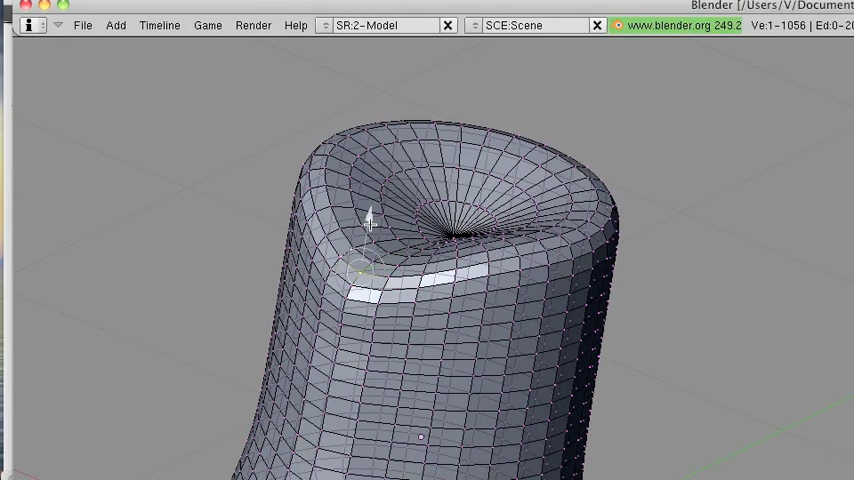 Blender [/Users/V/Document
File Add Timeline Game Render Help SR:2-Model SCE:Scene www.blender.org 249.2 Ve:1-1056 | Ed:0-20